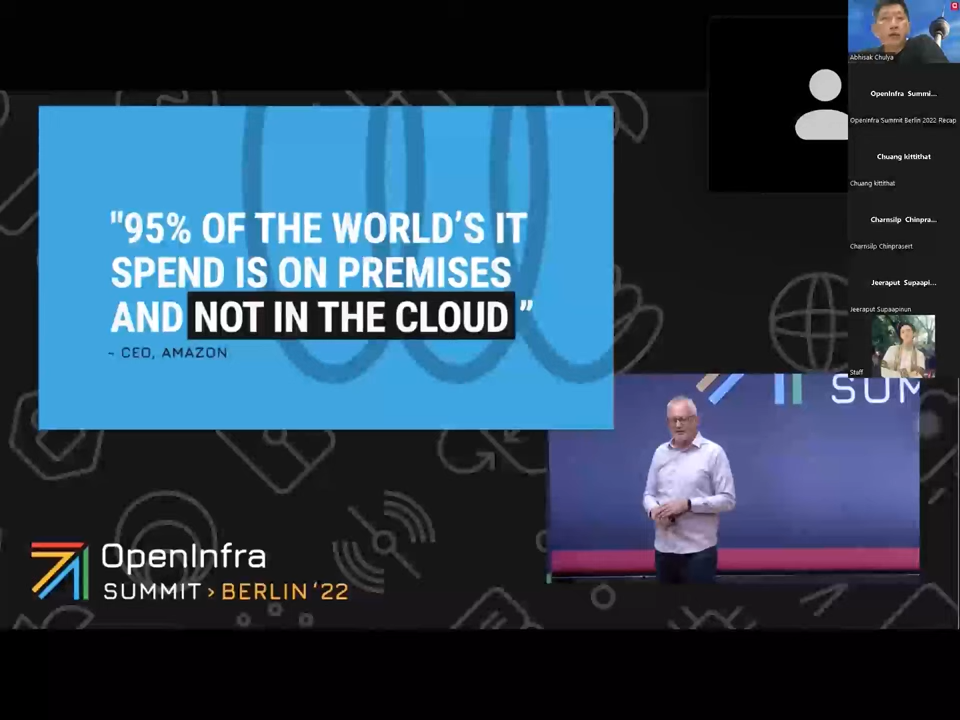 "95% OF THE WORLD'S IT
SPEND IS ON PREMISES
AND NOT IN THE CLOUD "
~ CEO, AMAZON
OpenInfra
SUMMIT > BERLIN '22
SUM
Abhisak Chulya
OpenInfra Summi...
OpenInfra Summit Berlin 2022 Recap
Chuang kittithat
Chuang kittithat
Charnsilp Chinpra...
Charnsilp Chinprasert
Jeeraput Supaapi...
Jeeraput Supaapinun
Staff